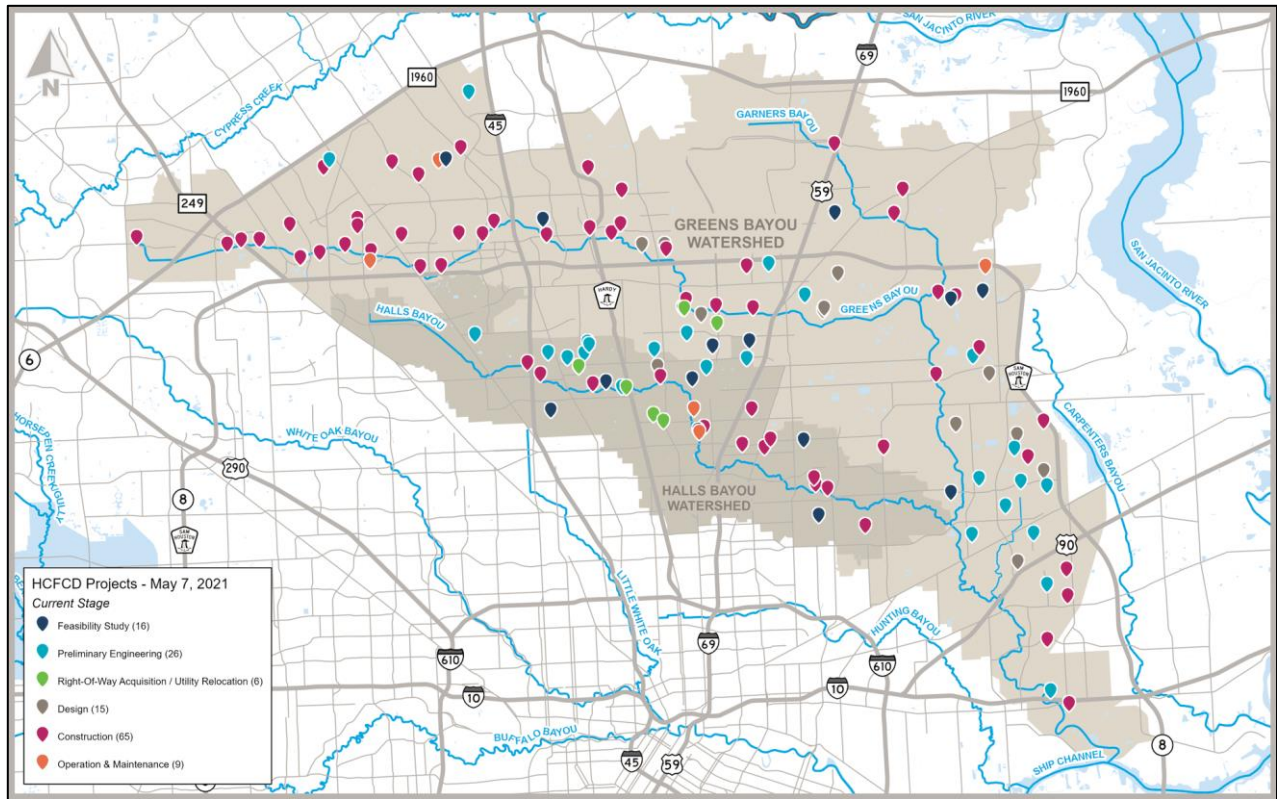 SAN JACINTO RIVER
N
1960
69
45
CYPRESS CREEK
GARNERS BAYOU
1960
249
59
GREENS BAYOU
WATERSHED
SAN JACINTO RIVER
HARDY
GREENS BAYOU
HALLS BAYOU
6
SAM
HOUSTON
CARPENTERS BAYOU
WHITE OAK BAYOU
HORSEPEN CREEK/GULLY
290
8
HALLS BAYOU
WATERSHED
SAM
HOUSTON
90
HCFCD Projects - May 7, 2021
Current Stage
Feasibility Study (16)
Preliminary Engineering (26)
Right-Of-Way Acquisition / Utility Relocation (6)
Design (15)
Construction (65)
Operation & Maintenance (9)
LITTLE WHITE OAK
HUNTING BAYOU
610
69
610
10
10
BUFFALO BAYOU
45
59
8
SHIP CHANNEL